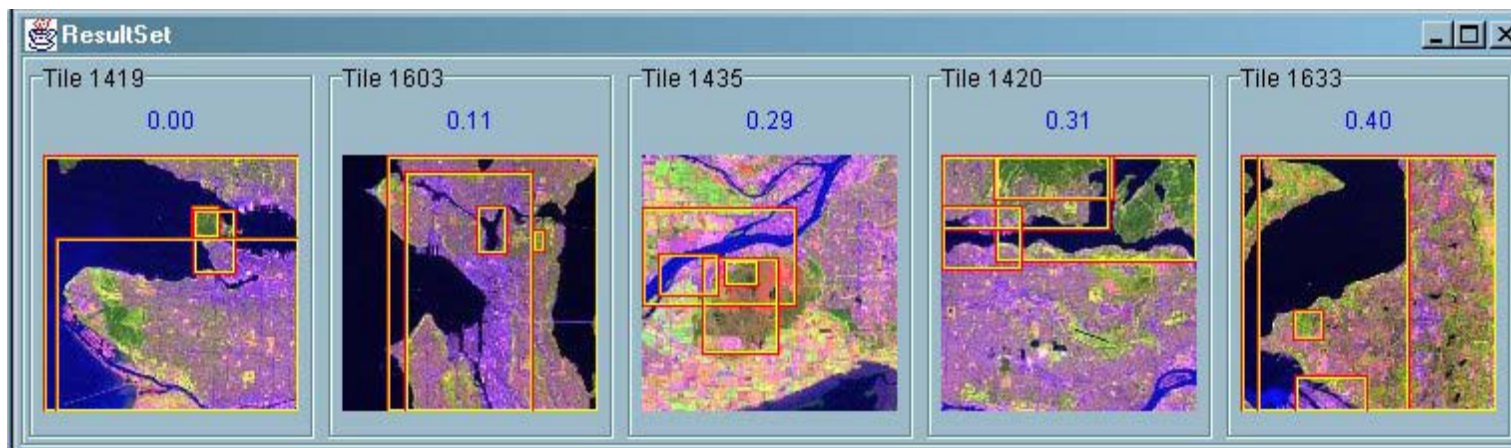 ResultSet
Tile 1419
0.00
Tile 1603
0.11
Tile 1435
0.29
Tile 1420
0.31
Tile 1633
0.40